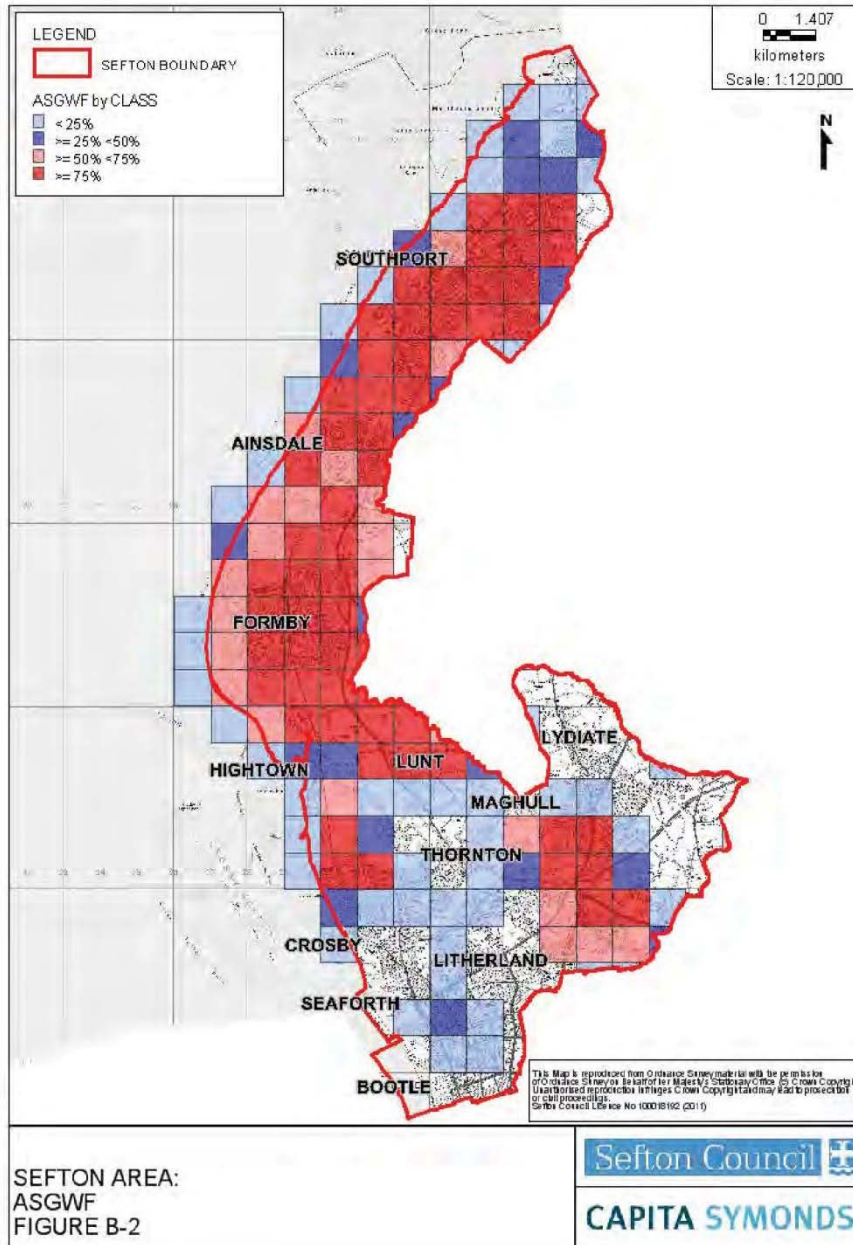 LEGEND
SEFTON BOUNDARY
ASGWF by CLASS
< 25%
>= 25% <50%
>= 50% <75%
>= 75%
0 1.407
kilometers
Scale: 1:120,000
N
SOUTHPORT
AINSDALE
FORMBY
LYDIATE
HIGHTOWN
LUNT
MAGHULL
THORNTON
CROSBY
LITHERLAND
SEAFORTH
BOOTLE
This Map is reproduced from Ordnance Survey material with the permission
of Ordnance Survey on behalf of Her Majesty's Stationary Office (c) Crown Copyright
Unauthorised reproduction infringes Crown Copyright and may lead to prosecution
or civil proceedings.
Sefton Council Licence No 100018192 (2011)
SEFTON AREA:
ASGWF
FIGURE B-2
Sefton Council
CAPITA SYMONDS